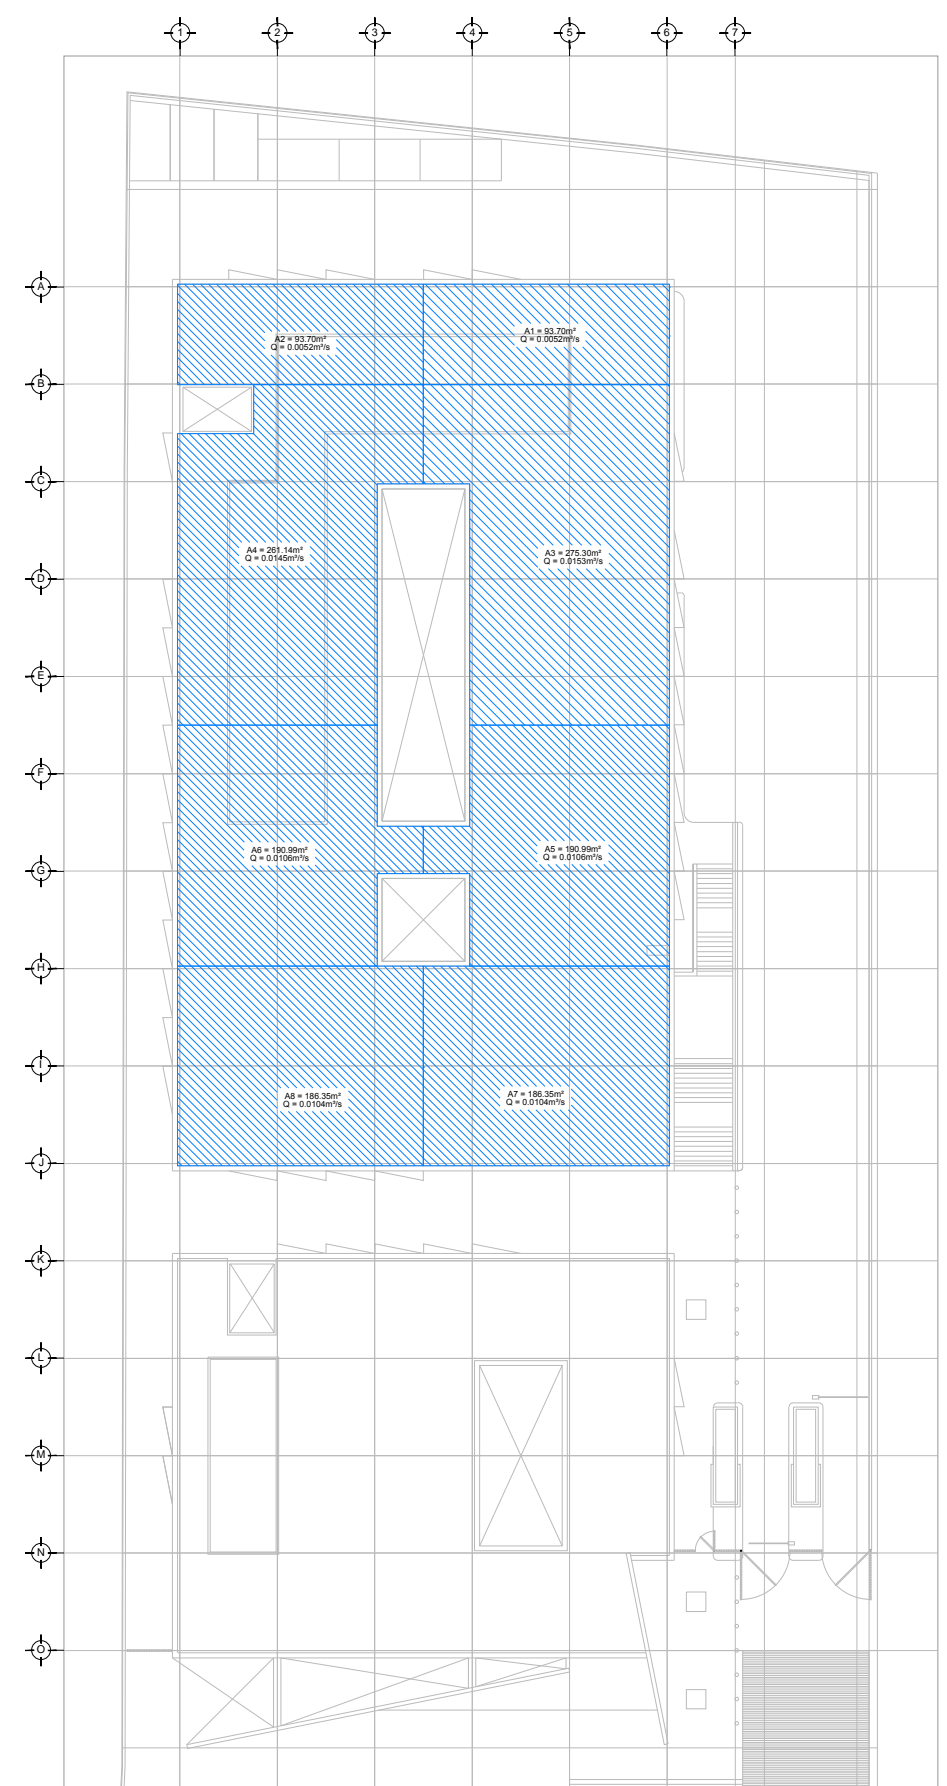 1 2 3 4 5 6 7
A
A1 = 93.70m²
Q = 0.0052m³/s
A2 = 93.70m²
Q = 0.0052m³/s
B
C
A4 = 261.14m²
Q = 0.0145m³/s
A3 = 275.30m²
Q = 0.0153m³/s
D
E
F
A6 = 190.99m²
Q = 0.0106m³/s
A5 = 190.99m²
Q = 0.0106m³/s
G
H
I
A8 = 186.35m²
Q = 0.0104m³/s
A7 = 186.35m²
Q = 0.0104m³/s
J
K
L
M
N
O